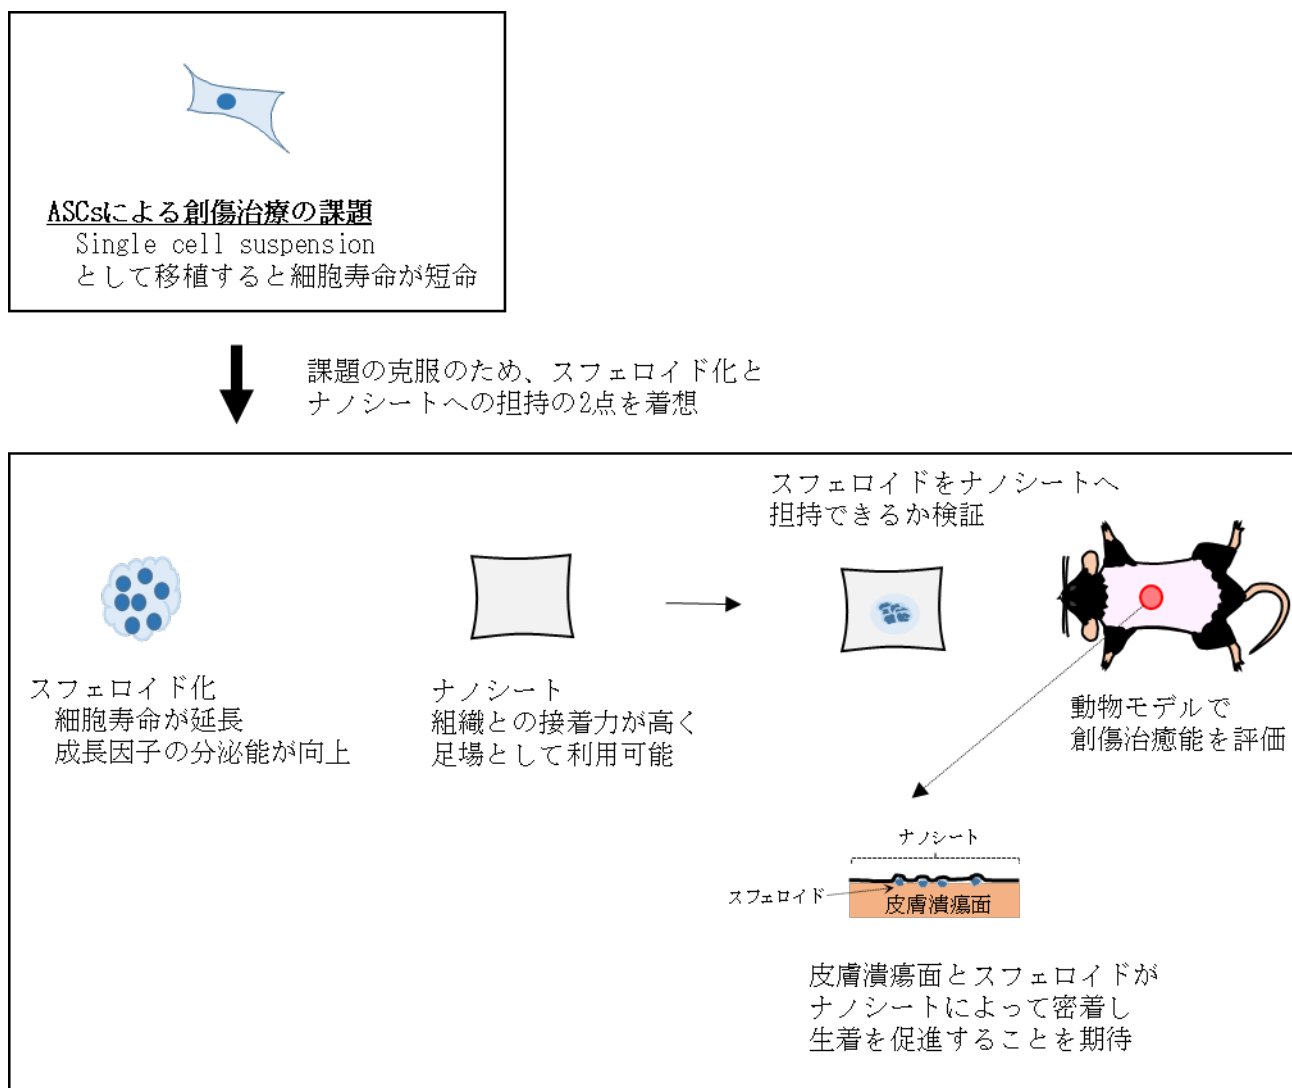 ASCsによる創傷治療の課題
Single cell suspension
として移植すると細胞寿命が短命
課題の克服のため、スフェロイド化と
ナノシートへの担持の2点を着想
スフェロイドをナノシートへ
担持できるか検証
スフェロイド化
細胞寿命が延長
成長因子の分泌能が向上
ナノシート
組織との接着力が高く
足場として利用可能
動物モデルで
創傷治癒能を評価
ナノシート
スフェロイド
皮膚潰瘍面
皮膚潰瘍面とスフェロイドが
ナノシートによって密着し
生着を促進することを期待